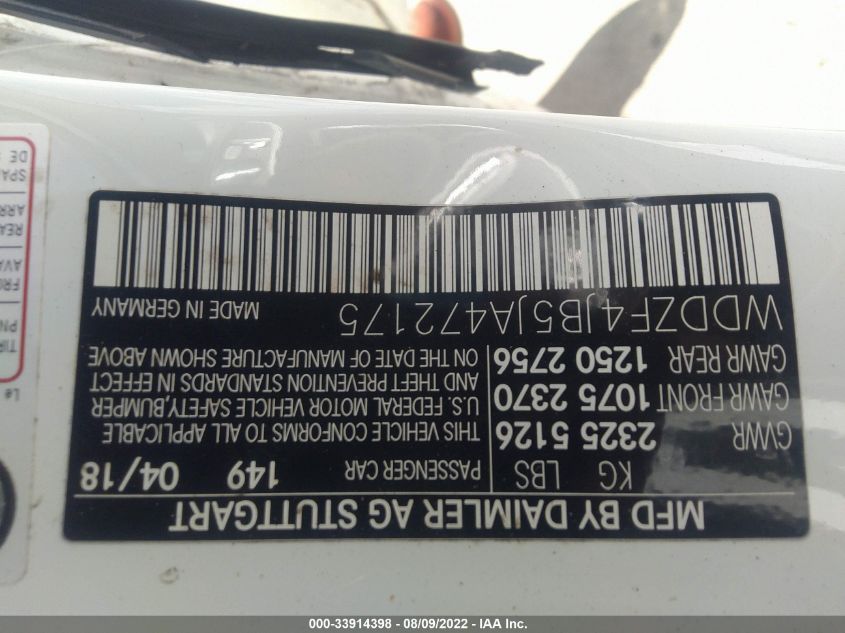 MFD BY DAIMLER AG STUTTGART
KG LBS PASSENGER CAR 149 04/18
GVWR 2325 5126
GAWR FRONT 1075 2370
GAWR REAR 1250 2756
THIS VEHICLE CONFORMS TO ALL APPLICABLE
U.S. FEDERAL MOTOR VEHICLE SAFETY,BUMPER
AND THEFT PREVENTION STANDARDS IN EFFECT
ON THE DATE OF MANUFACTURE SHOWN ABOVE
WDDZF4JB5JA472175 MADE IN GERMANY
000-33914398 - 08/09/2022 - IAA Inc.